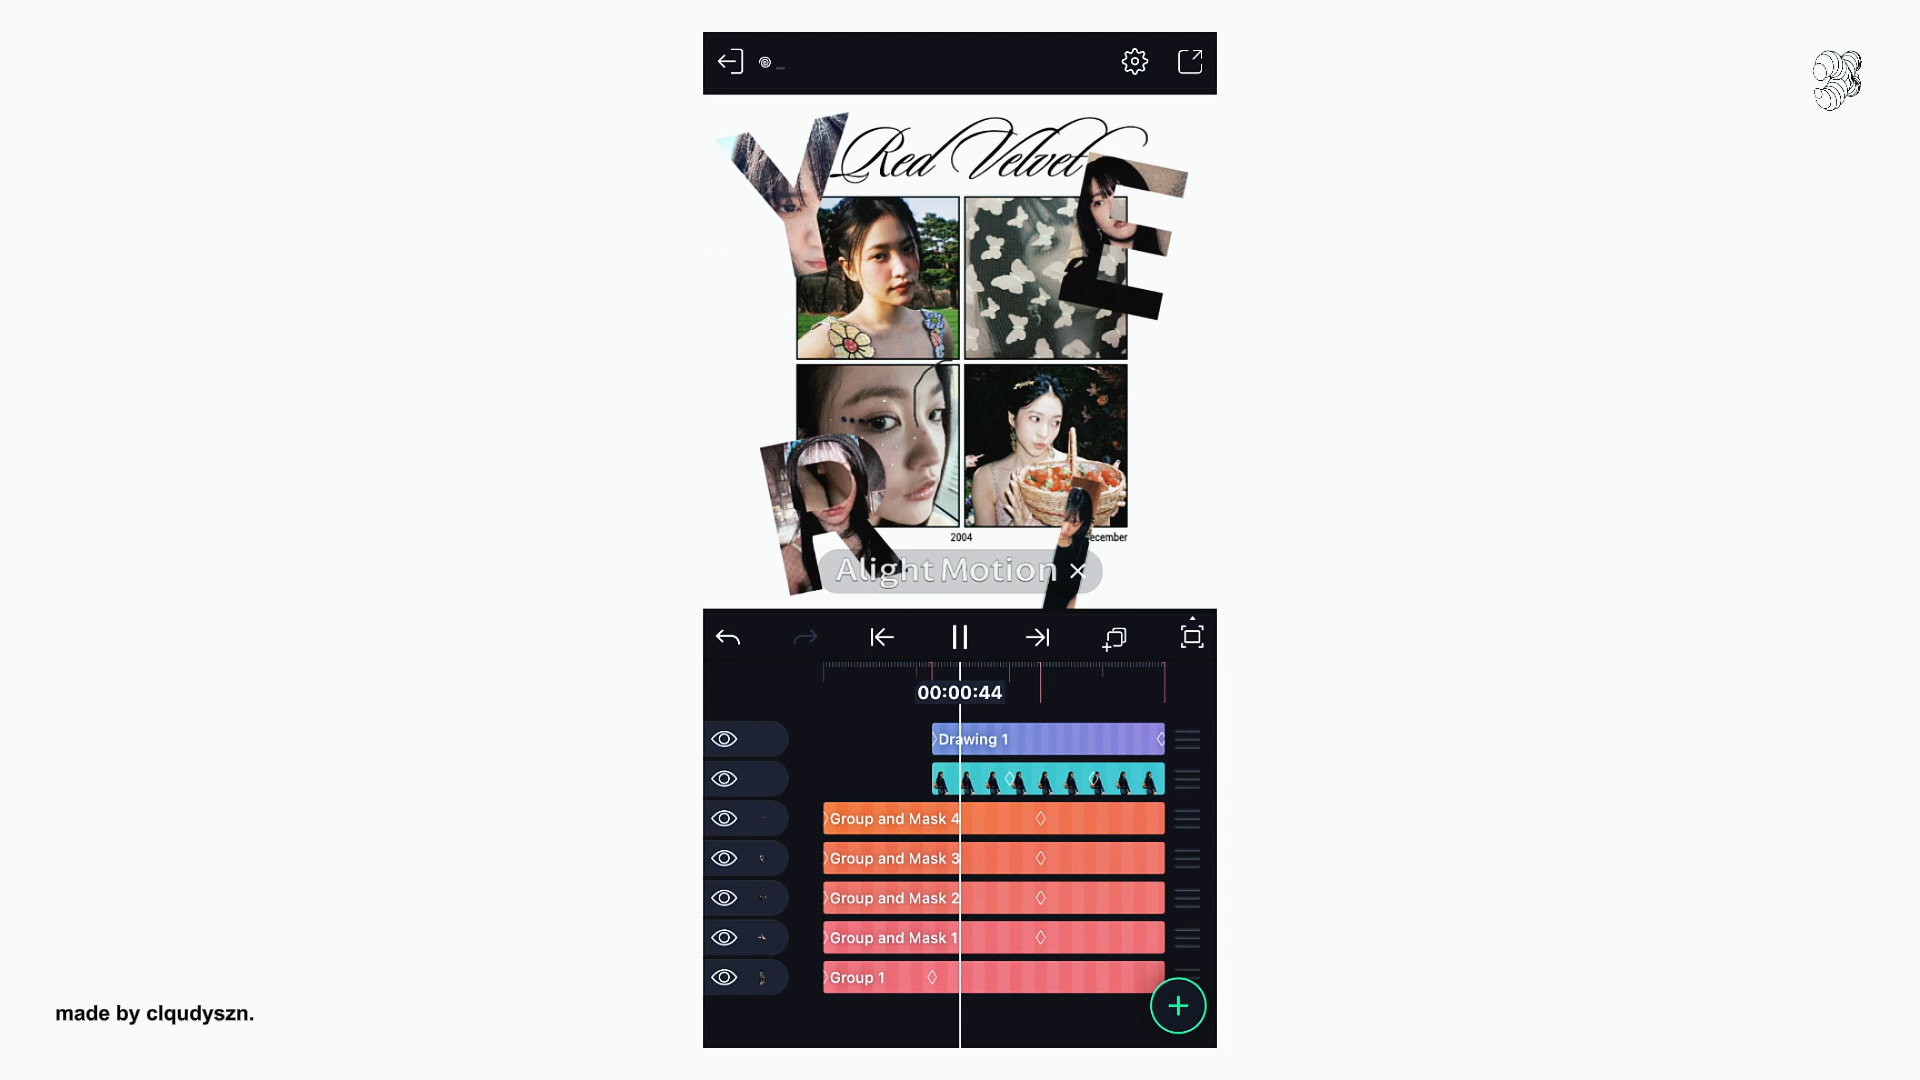 Red Velvet
Y
E
R
2004
ecember
Alight Motion ×
00:00:44
Drawing 1
Group and Mask 4
Group and Mask 3
Group and Mask 2
Group and Mask 1
Group 1
made by clqudyszn.